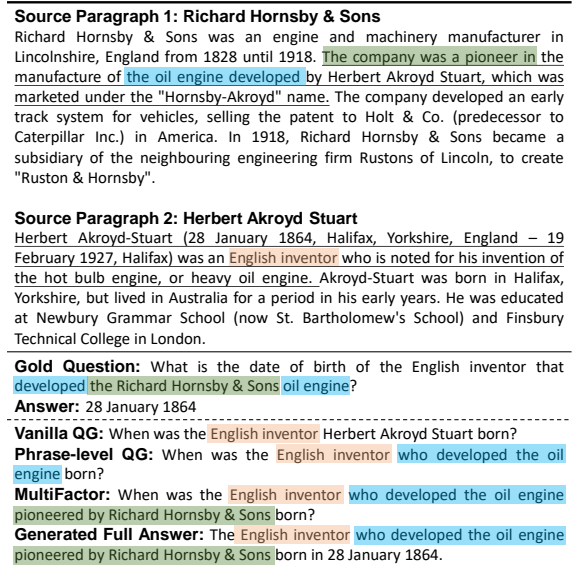 Source Paragraph 1: Richard Hornsby & Sons
Richard Hornsby & Sons was an engine and machinery manufacturer in
Lincolnshire, England from 1828 until 1918. The company was a pioneer in the
manufacture of the oil engine developed by Herbert Akroyd Stuart, which was
marketed under the "Hornsby-Akroyd" name. The company developed an early
track system for vehicles, selling the patent to Holt & Co. (predecessor to
Caterpillar Inc.) in America. In 1918, Richard Hornsby & Sons became a
subsidiary of the neighbouring engineering firm Rustons of Lincoln, to create
"Ruston & Hornsby".
Source Paragraph 2: Herbert Akroyd Stuart
Herbert Akroyd-Stuart (28 January 1864, Halifax, Yorkshire, England – 19
February 1927, Halifax) was an English inventor who is noted for his invention of
the hot bulb engine, or heavy oil engine. Akroyd-Stuart was born in Halifax,
Yorkshire, but lived in Australia for a period in his early years. He was educated
at Newbury Grammar School (now St. Bartholomew's School) and Finsbury
Technical College in London.
Gold Question: What is the date of birth of the English inventor that
developed the Richard Hornsby & Sons oil engine?
Answer: 28 January 1864
Vanilla QG: When was the English inventor Herbert Akroyd Stuart born?
Phrase-level QG: When was the English inventor who developed the oil
engine born?
MultiFactor: When was the English inventor who developed the oil engine
pioneered by Richard Hornsby & Sons born?
Generated Full Answer: The English inventor who developed the oil engine
pioneered by Richard Hornsby & Sons born in 28 January 1864.